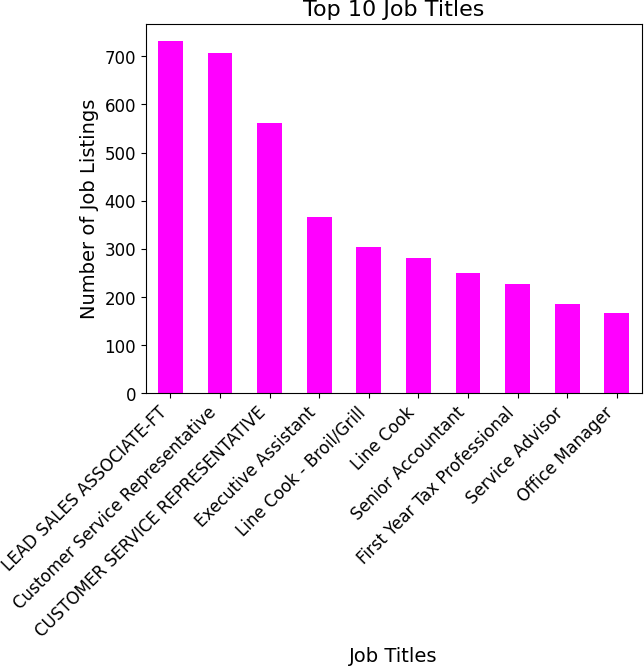 Top 10 Job Titles
Number of Job Listings
700
600
500
400
300
200
100
0
LEAD SALES ASSOCIATE-FT
Customer Service Representative
CUSTOMER SERVICE REPRESENTATIVE
Executive Assistant
Line Cook - Broil/Grill
Line Cook
Senior Accountant
First Year Tax Professional
Service Advisor
Office Manager
Job Titles